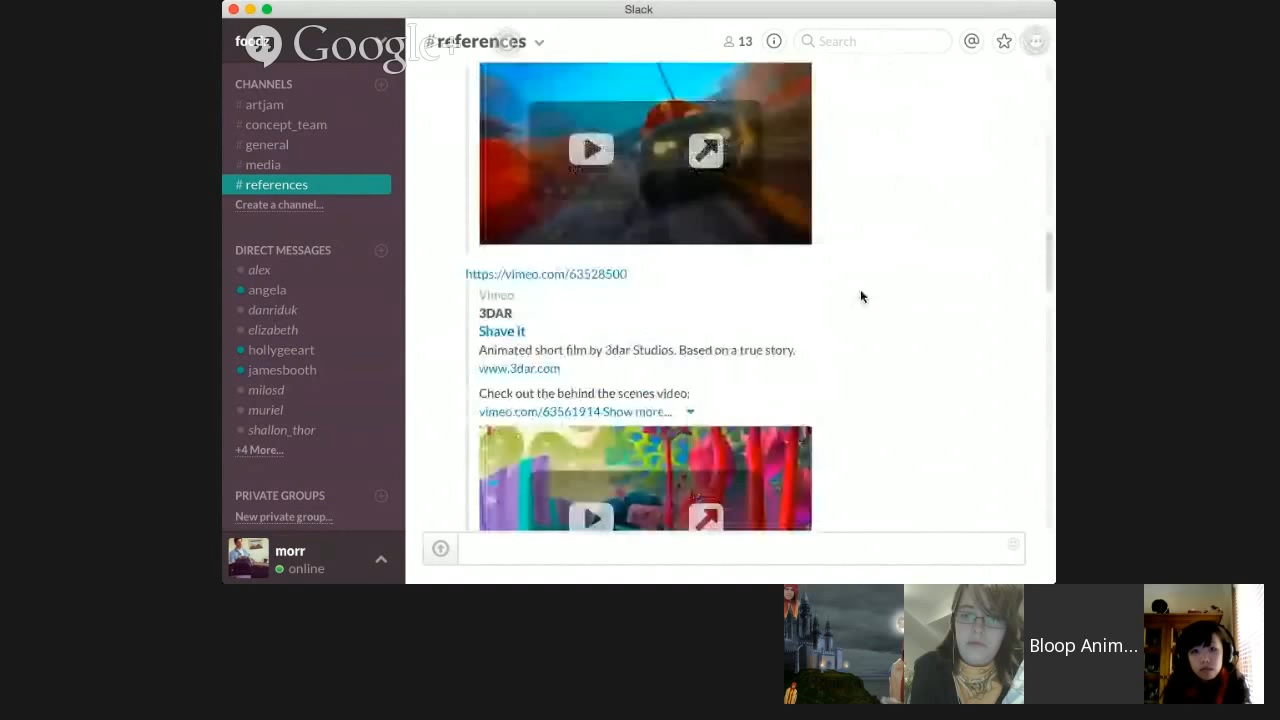 Slack
foodz
Google+
#references
13
Search
CHANNELS
# artjam
# concept_team
# general
# media
# references
Create a channel...
DIRECT MESSAGES
alex
angela
danriduk
elizabeth
hollygeeart
jamesbooth
milosd
muriel
shallon_thor
+4 More...
PRIVATE GROUPS
New private group...
morr
online
https://vimeo.com/63528500
Vimeo
3DAR
Shave it
Animated short film by 3dar Studios. Based on a true story.
www.3dar.com
Check out the behind the scenes video;
vimeo.com/63561914 Show more...
Bloop Anim...